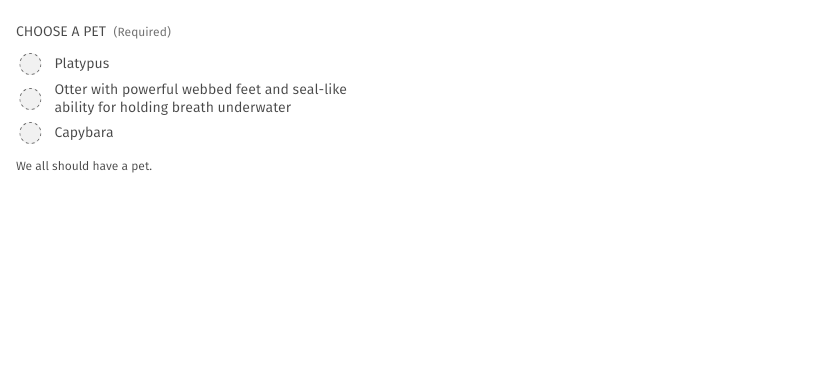 CHOOSE A PET (Required)
Platypus
Otter with powerful webbed feet and seal-like
ability for holding breath underwater
Capybara
We all should have a pet.